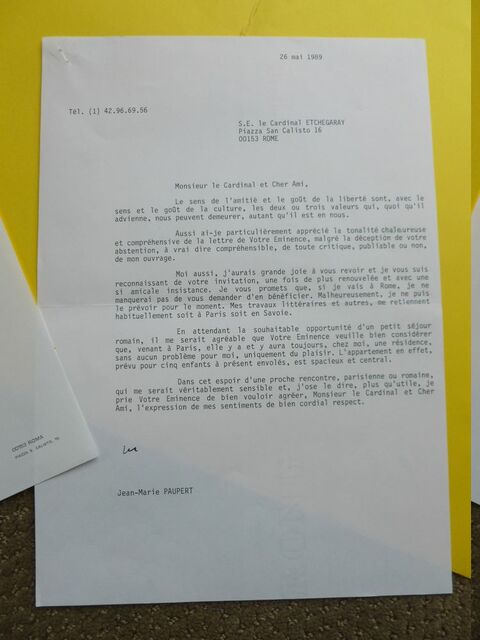 26 mai 1989
Tél. (1) 42.96.69.56
S.E. le Cardinal ETCHEGARAY
Piazza San Calisto 16
00153 ROME
Monsieur le Cardinal et Cher Ami,
Le sens de l'amitié et le goût de la liberté sont, avec le
sens et le goût de la culture, les deux ou trois valeurs qui, quoi qu'il
advienne, nous peuvent demeurer, autant qu'il est en nous.
Aussi ai-je particulièrement apprécié la tonalité chaleureuse
et compréhensive de la lettre de Votre Eminence, malgré la déception de votre
abstention, à vrai dire compréhensible, de toute critique, publiable ou non,
de mon ouvrage.
Moi aussi, j'aurais grande joie à vous revoir et je vous suis
reconnaissant de votre invitation, une fois de plus renouvelée et avec une
si amicale insistance. Je vous promets que, si je vais à Rome, je ne
manquerai pas de vous demander d'en bénéficier. Malheureusement, je ne puis
le prévoir pour le moment. Mes travaux littéraires et autres, me retiennent
habituellement soit à Paris soit en Savoie.
En attendant la souhaitable opportunité d'un petit séjour
romain, il me serait agréable que Votre Eminence veuille bien considérer
que, venant à Paris, elle y a et y aura toujours, chez moi, une résidence,
sans aucun problème pour moi, uniquement du plaisir. L'appartement en effet,
prévu pour cinq enfants à présent envolés, est spacieux et central.
Dans cet espoir d'une proche rencontre, parisienne ou romaine,
qui me serait véritablement sensible et, j'ose le dire, plus qu'utile, je
prie Votre Eminence de bien vouloir agréer, Monsieur le Cardinal et Cher
Ami, l'expression de mes sentiments de bien cordial respect.
Jean-Marie PAUPERT
00153 ROMA
PIAZZA S. CALISTO, 16